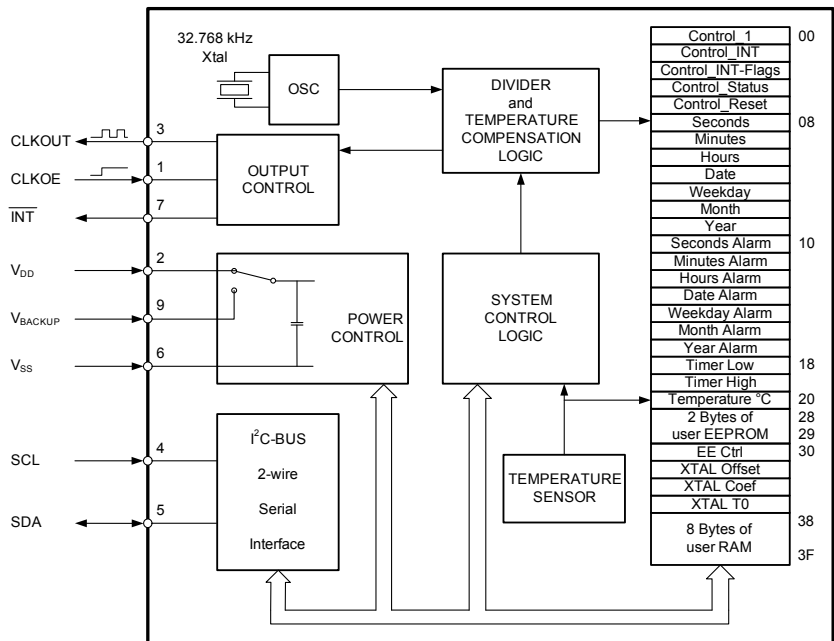 32.768 kHz
Xtal
OSC
DIVIDER
and
TEMPERATURE
COMPENSATION
LOGIC
CLKOUT
3
CLKOE
1
INT
7
OUTPUT
CONTROL
VDD
2
VBACKUP
9
VSS
6
POWER
CONTROL
SYSTEM
CONTROL
LOGIC
SCL
4
SDA
5
I²C-BUS
2-wire
Serial
Interface
TEMPERATURE
SENSOR
Control_1 00
Control_INT
Control_INT-Flags
Control_Status
Control_Reset
Seconds 08
Minutes
Hours
Date
Weekday
Month
Year
Seconds Alarm 10
Minutes Alarm
Hours Alarm
Date Alarm
Weekday Alarm
Month Alarm
Year Alarm
Timer Low 18
Timer High
Temperature °C 20
2 Bytes of 28
user EEPROM 29
EE Ctrl 30
XTAL Offset
XTAL Coef
XTAL T0
38
8 Bytes of
user RAM
3F